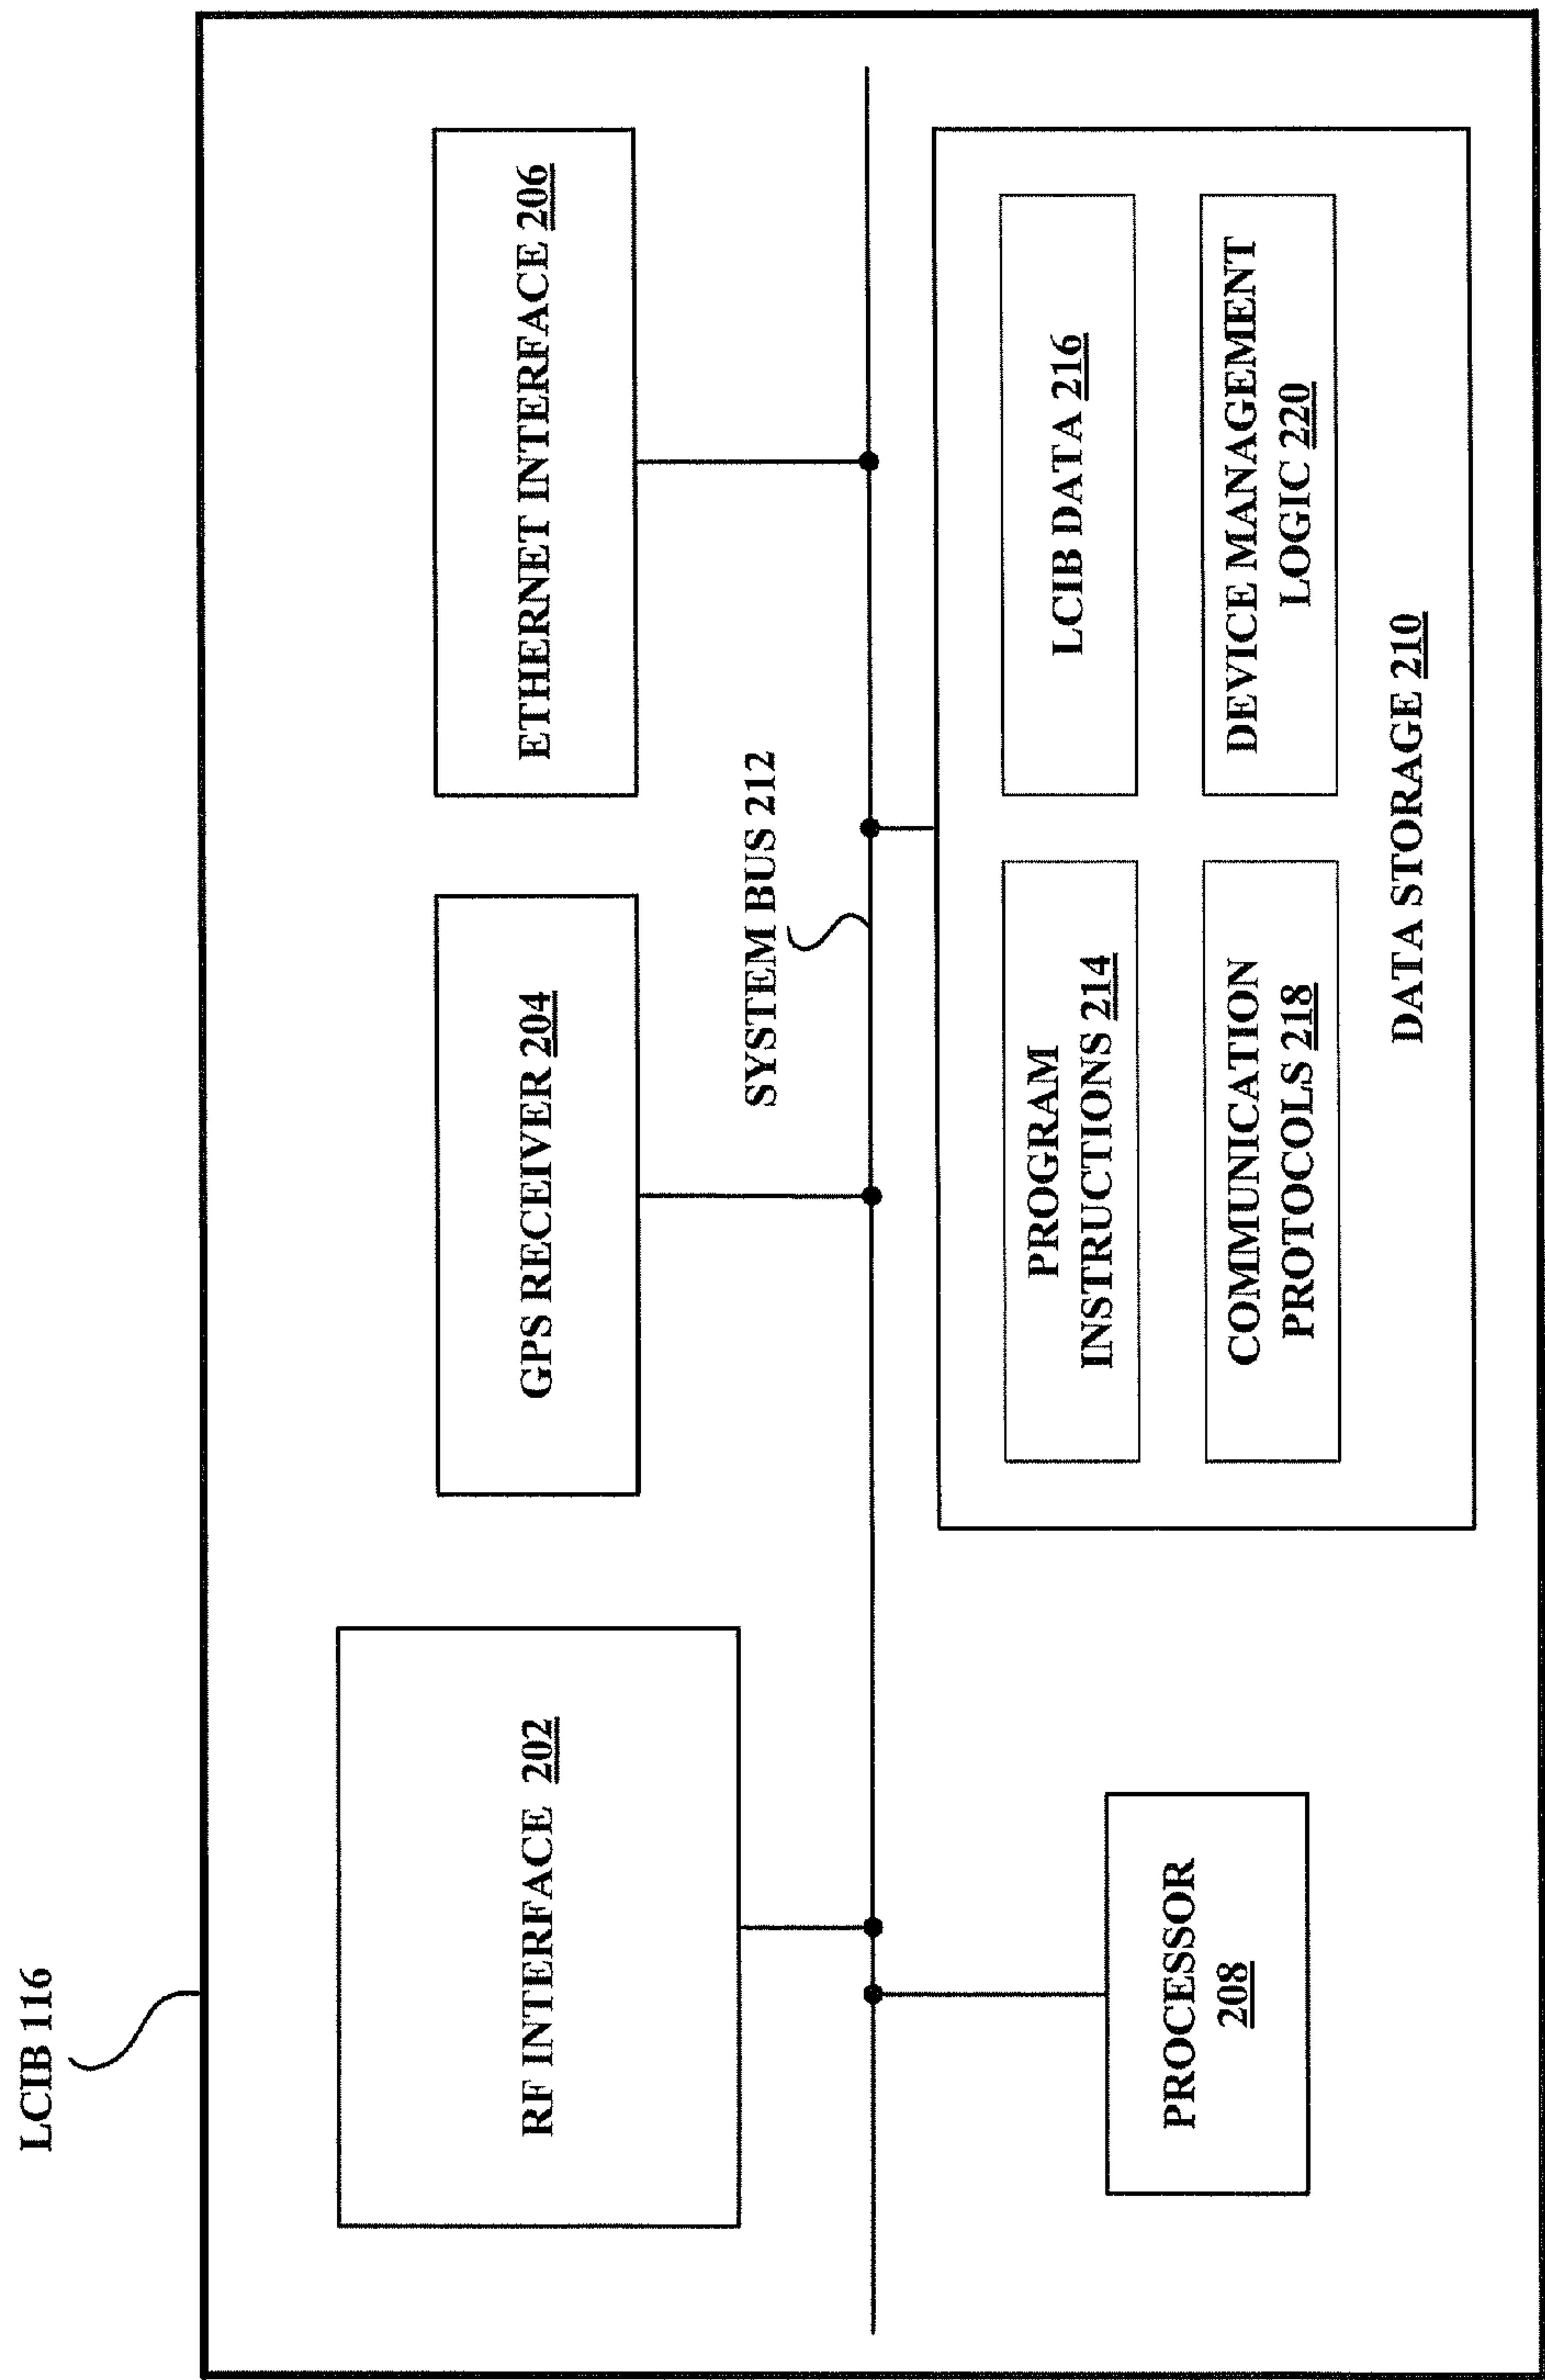 LCIB 116
RF INTERFACE 202
GPS RECEIVER 204
ETHERNET INTERFACE 206
SYSTEM BUS 212
PROCESSOR
208
PROGRAM
INSTRUCTIONS 214
LCIB DATA 216
COMMUNICATION
PROTOCOLS 218
DEVICE MANAGEMENT
LOGIC 220
DATA STORAGE 210